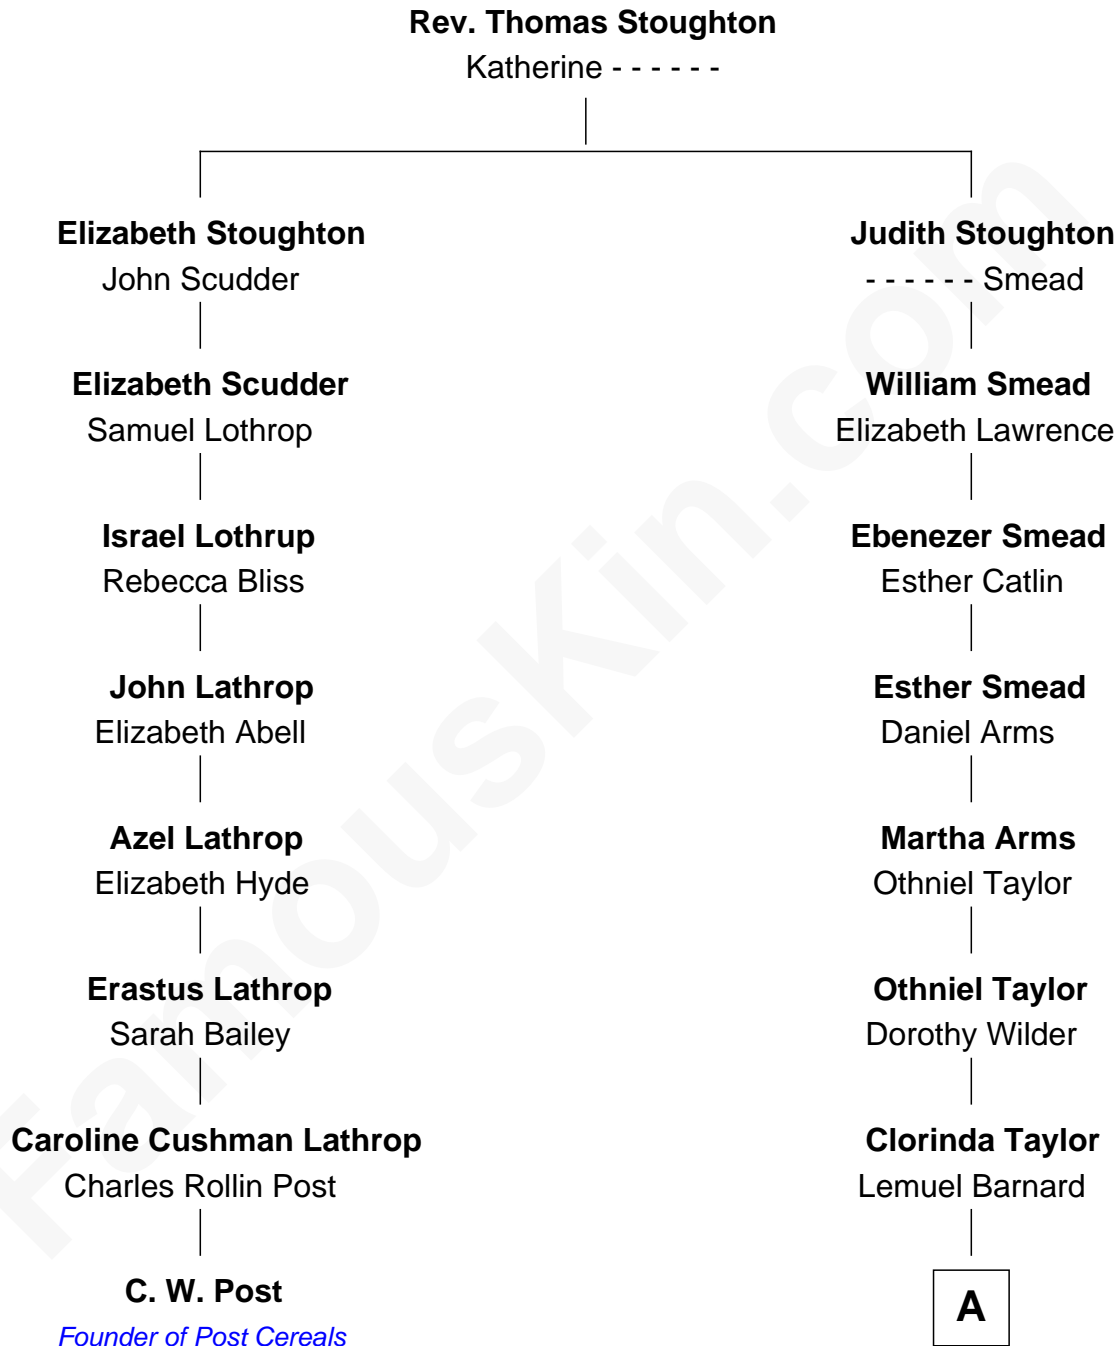 Rev. Thomas Stoughton
Katherine - - - - - -
Elizabeth Stoughton
John Scudder
Judith Stoughton
- - - - - - Smead
Elizabeth Scudder
Samuel Lothrop
William Smead
Elizabeth Lawrence
Israel Lothrup
Rebecca Bliss
Ebenezer Smead
Esther Catlin
John Lathrop
Elizabeth Abell
Esther Smead
Daniel Arms
Azel Lathrop
Elizabeth Hyde
Martha Arms
Othniel Taylor
Erastus Lathrop
Sarah Bailey
Othniel Taylor
Dorothy Wilder
Caroline Cushman Lathrop
Charles Rollin Post
Clorinda Taylor
Lemuel Barnard
C. W. Post
Founder of Post Cereals
A
FamousKin.com